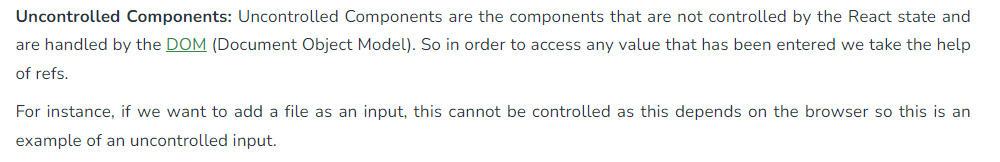 Uncontrolled Components: Uncontrolled Components are the components that are not controlled by the React state and
are handled by the DOM (Document Object Model). So in order to access any value that has been entered we take the help
of refs.
For instance, if we want to add a file as an input, this cannot be controlled as this depends on the browser so this is an
example of an uncontrolled input.